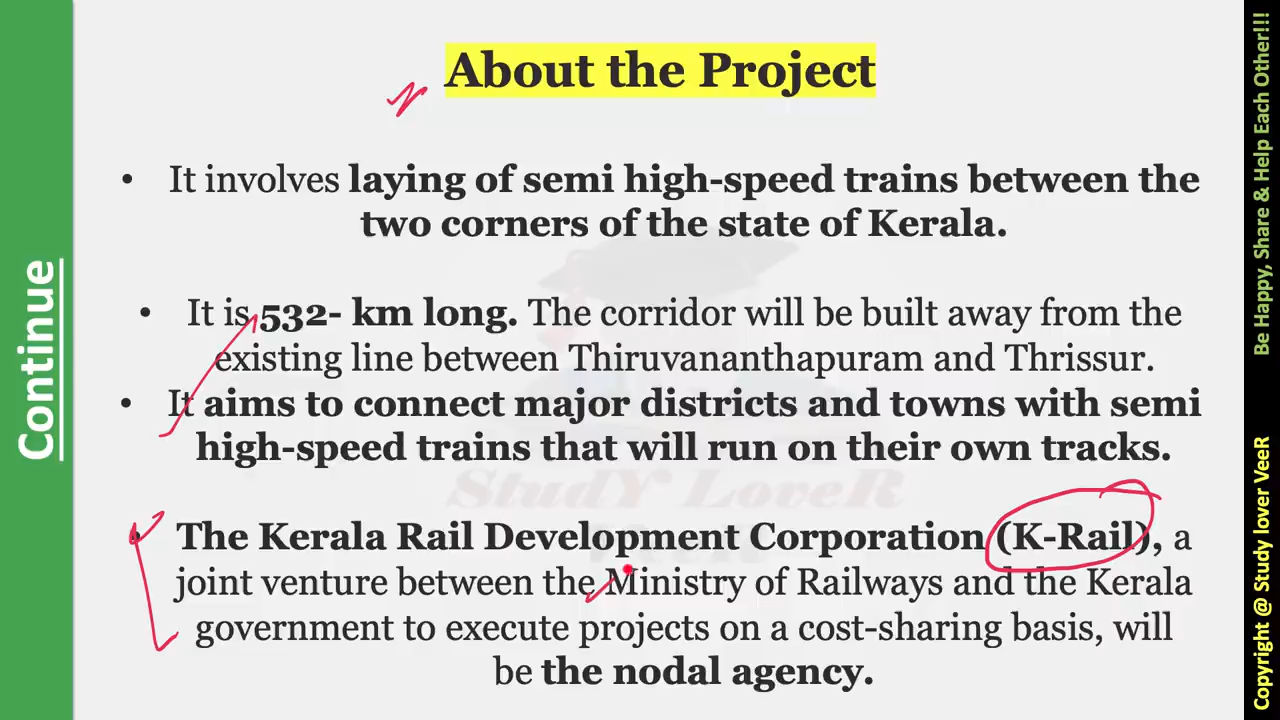 About the Project
• It involves laying of semi high-speed trains between the
two corners of the state of Kerala.
• It is 532- km long. The corridor will be built away from the
existing line between Thiruvananthapuram and Thrissur.
• It aims to connect major districts and towns with semi
high-speed trains that will run on their own tracks.
• The Kerala Rail Development Corporation (K-Rail), a
joint venture between the Ministry of Railways and the Kerala
government to execute projects on a cost-sharing basis, will
be the nodal agency.
Continue
StudY LoveR
Be Happy, Share & Help Each Other!!!
Copyright @ Study lover VeeR